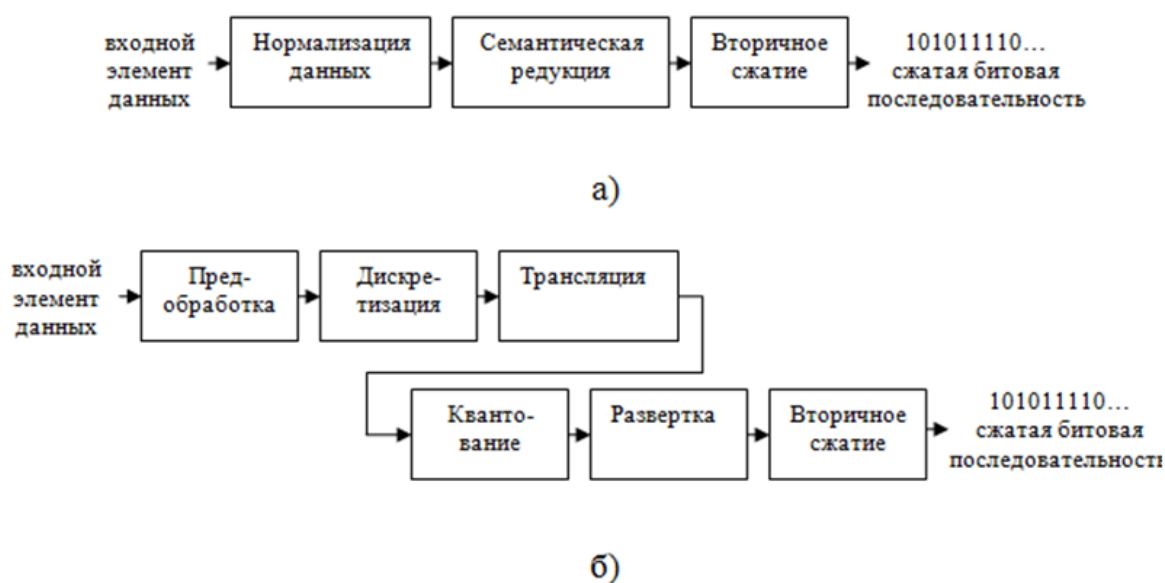 входной
элемент
данных
Нормализация
данных
Семантическая
редукция
Вторичное
сжатие
101011110...
сжатая битовая
последовательность
а)
входной
элемент
данных
Пред-
обработка
Дискре-
тизация
Трансляция
Кванто-
вание
Развертка
Вторичное
сжатие
101011110...
сжатая битовая
последовательность
б)